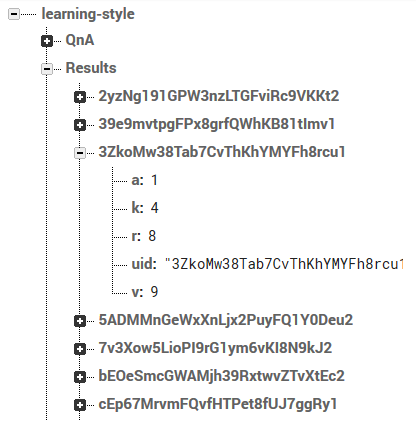 learning-style
QnA
Results
2yzNg191GPW3nzLTGFviRc9VKKt2
39e9mvtpgFPx8grfQWhKB81tImv1
3ZkoMw38Tab7CvThKhYMYFh8rcu1
a: 1
k: 4
r: 8
uid: "3ZkoMw38Tab7CvThKhYMYFh8rcu1
v: 9
5ADMMnGeWxXnLjx2PuyFQ1Y0Deu2
7v3Xow5LioPI9rG1ym6vKI8N9kJ2
bEOeSmcGWAMjh39RxtwvZTvXtEc2
cEp67MrvmFQvfHTPet8fUJ7ggRy1